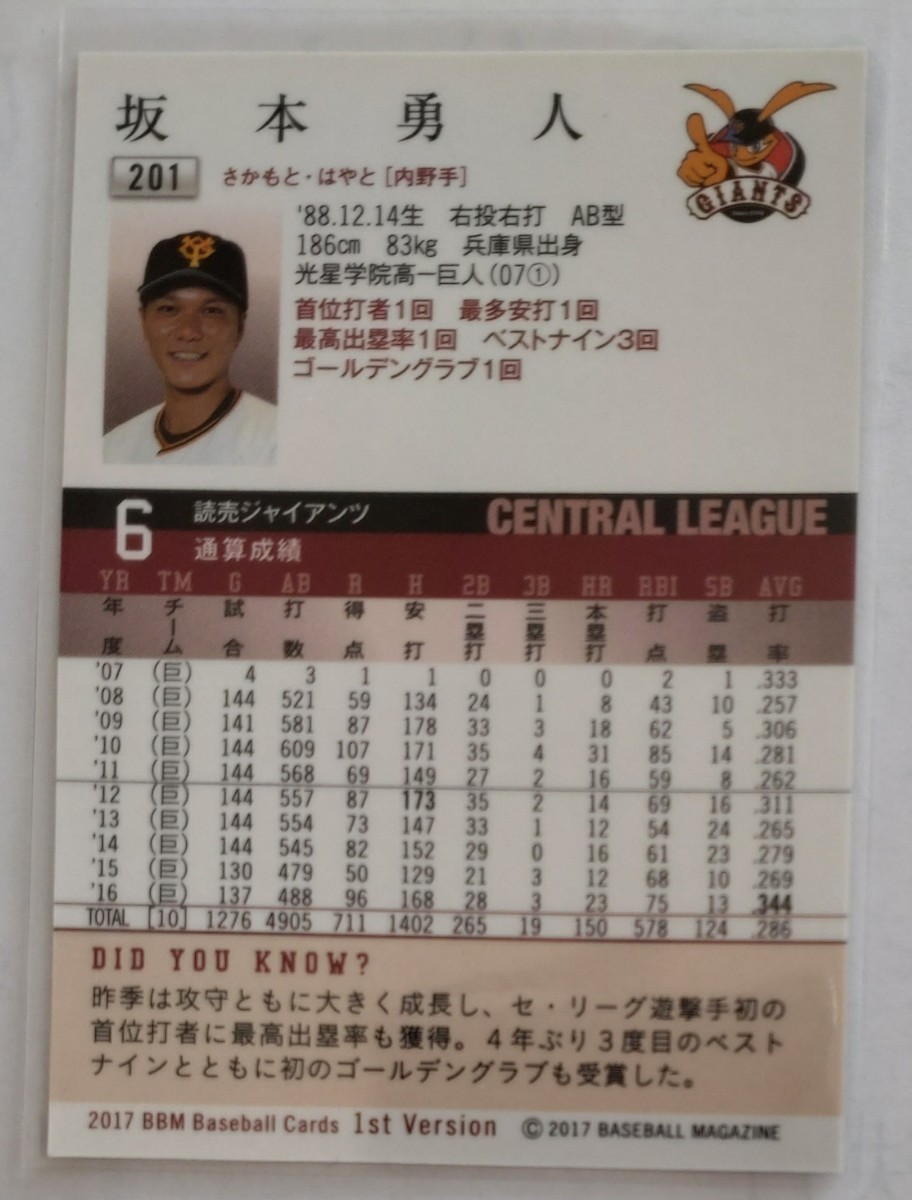 坂本勇人
GIANTS
201 さかもと・はやと［内野手］
'88.12.14生 右投右打 AB型
186cm 83kg 兵庫県出身
光星学院高ー巨人(07①)
首位打者1回 最多安打1回
最高出塁率1回 ベストナイン3回
ゴールデングラブ1回
6 読売ジャイアンツ CENTRAL LEAGUE
通算成績
YR TM G AB R H 2B 3B HR RBI SB AVG
年度 チーム 試合 打数 得点 安打 二塁打 三塁打 本塁打 打点 盗塁 打率
'07 (巨) 4 3 1 1 0 0 0 2 1 .333
'08 (巨) 144 521 59 134 24 1 8 43 10 .257
'09 (巨) 141 581 87 178 33 3 18 62 5 .306
'10 (巨) 144 609 107 171 35 4 31 85 14 .281
'11 (巨) 144 568 69 149 27 2 16 59 8 .262
'12 (巨) 144 557 87 173 35 2 14 69 16 .311
'13 (巨) 144 554 73 147 33 1 12 54 24 .265
'14 (巨) 144 545 82 152 29 0 16 61 23 .279
'15 (巨) 130 479 50 129 21 3 12 68 10 .269
'16 (巨) 137 488 96 168 28 3 23 75 13 .344
TOTAL [10] 1276 4905 711 1402 265 19 150 578 124 .286
DID YOU KNOW?
昨季は攻守ともに大きく成長し、セ・リーグ遊撃手初の
首位打者に最高出塁率も獲得。４年ぶり３度目のベスト
ナインとともに初のゴールデングラブも受賞した。
2017 BBM Baseball Cards 1st Version © 2017 BASEBALL MAGAZINE